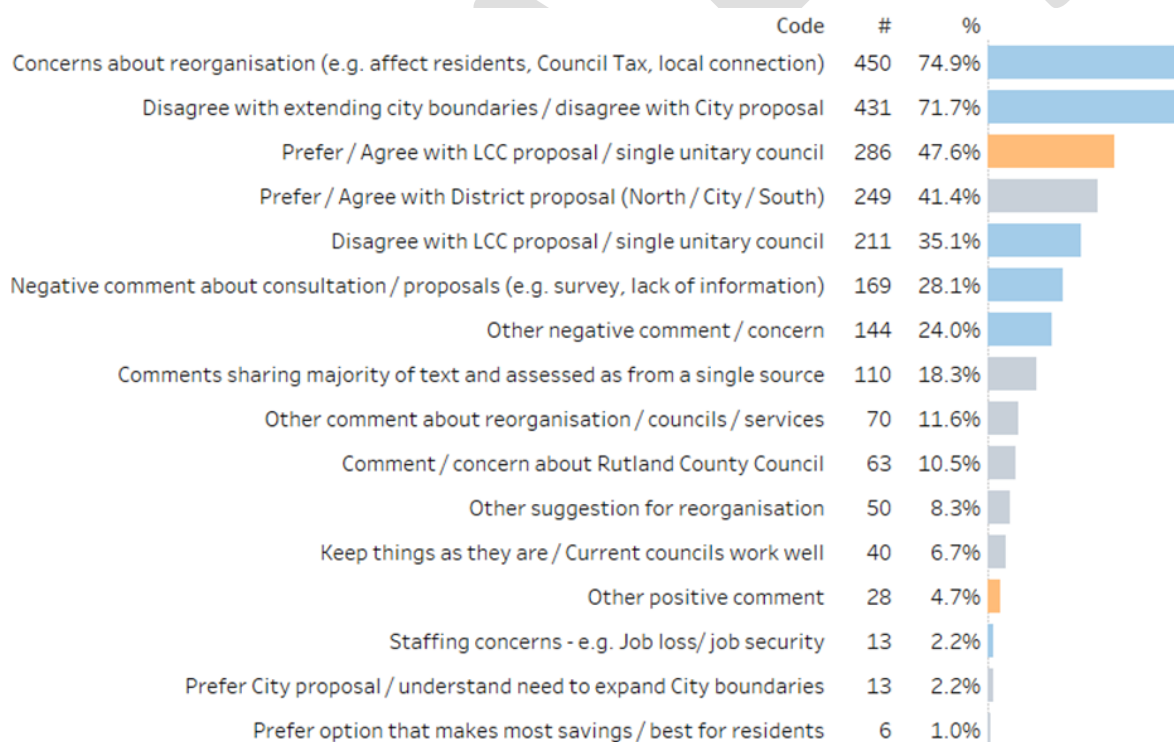 Code # %
Concerns about reorganisation (e.g. affect residents, Council Tax, local connection) 450 74.9%
Disagree with extending city boundaries / disagree with City proposal 431 71.7%
Prefer / Agree with LCC proposal / single unitary council 286 47.6%
Prefer / Agree with District proposal (North / City / South) 249 41.4%
Disagree with LCC proposal / single unitary council 211 35.1%
Negative comment about consultation / proposals (e.g. survey, lack of information) 169 28.1%
Other negative comment / concern 144 24.0%
Comments sharing majority of text and assessed as from a single source 110 18.3%
Other comment about reorganisation / councils / services 70 11.6%
Comment / concern about Rutland County Council 63 10.5%
Other suggestion for reorganisation 50 8.3%
Keep things as they are / Current councils work well 40 6.7%
Other positive comment 28 4.7%
Staffing concerns - e.g. Job loss/ job security 13 2.2%
Prefer City proposal / understand need to expand City boundaries 13 2.2%
Prefer option that makes most savings / best for residents 6 1.0%